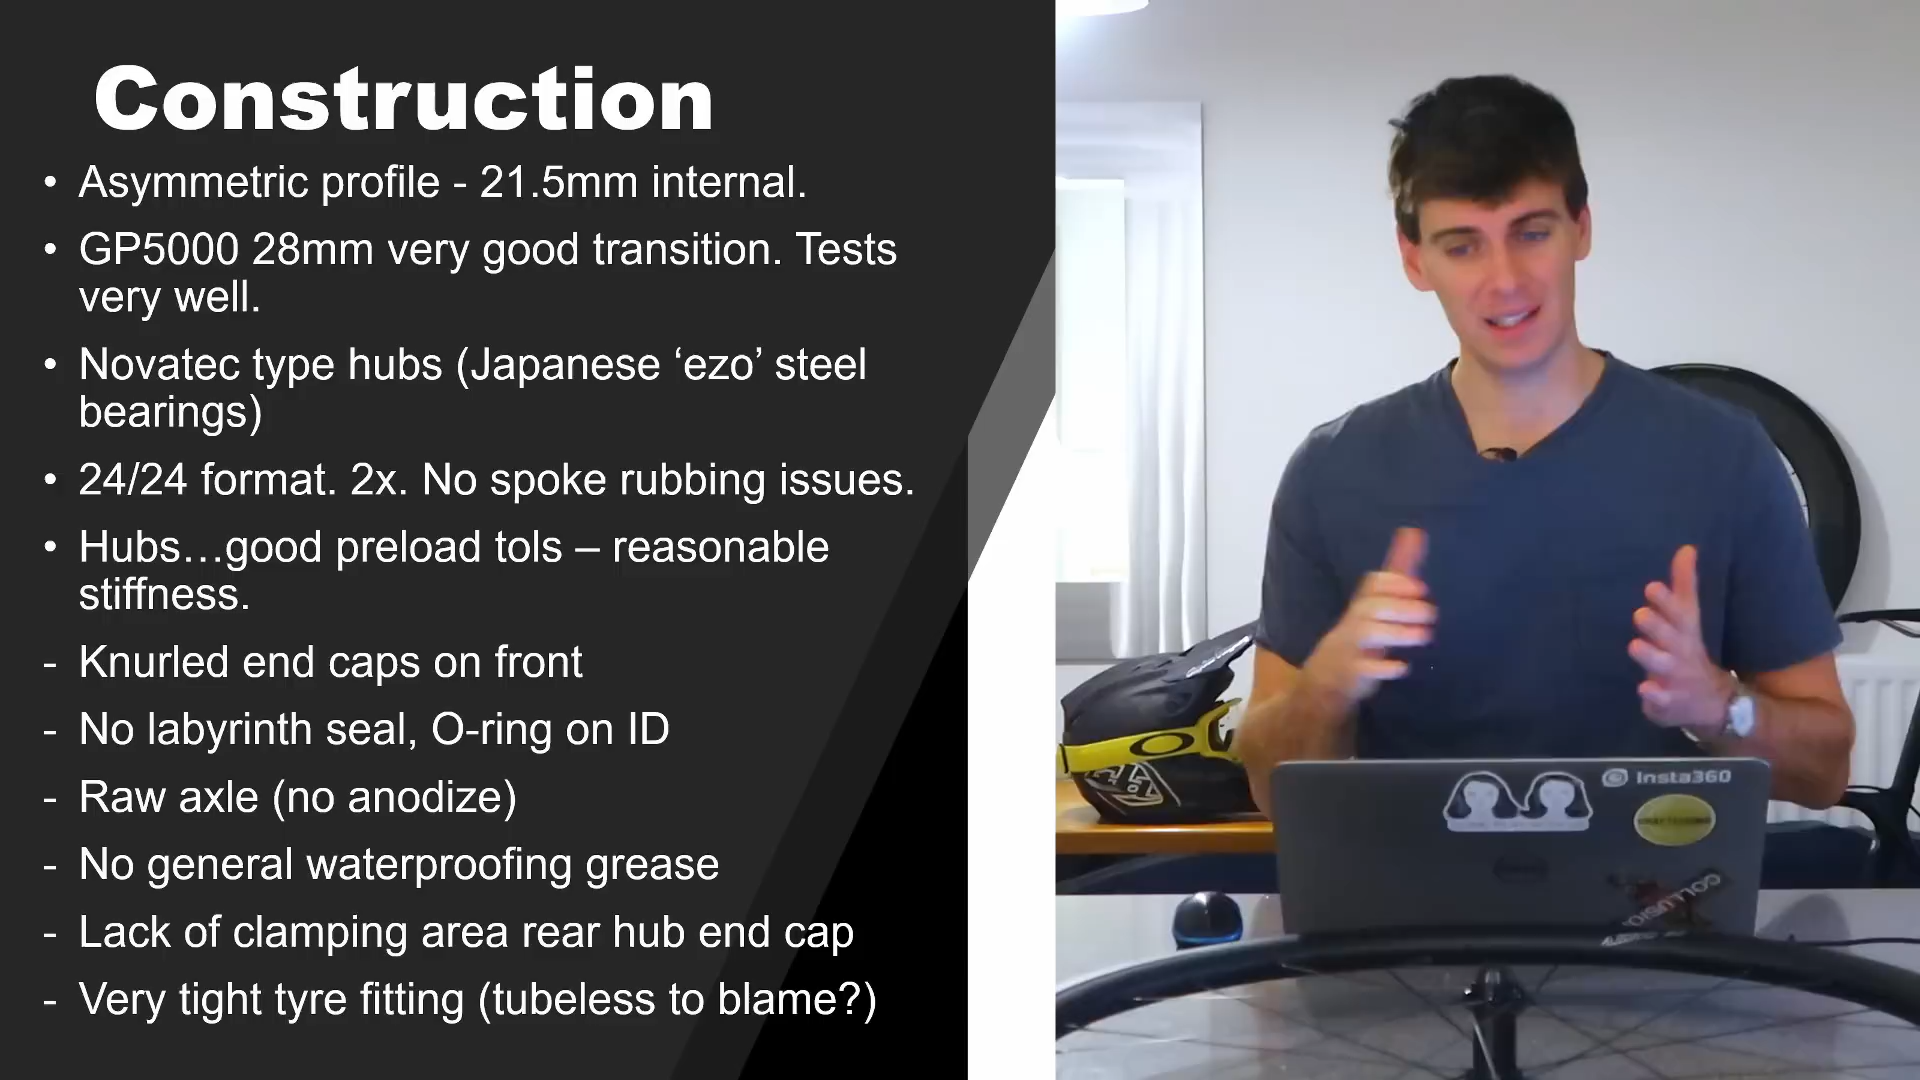 Construction
• Asymmetric profile - 21.5mm internal.
• GP5000 28mm very good transition. Tests
very well.
• Novatec type hubs (Japanese ‘ezo’ steel
bearings)
• 24/24 format. 2x. No spoke rubbing issues.
• Hubs…good preload tols – reasonable
stiffness.
- Knurled end caps on front
- No labyrinth seal, O-ring on ID
- Raw axle (no anodize)
- No general waterproofing grease
- Lack of clamping area rear hub end cap
- Very tight tyre fitting (tubeless to blame?)
Insta360